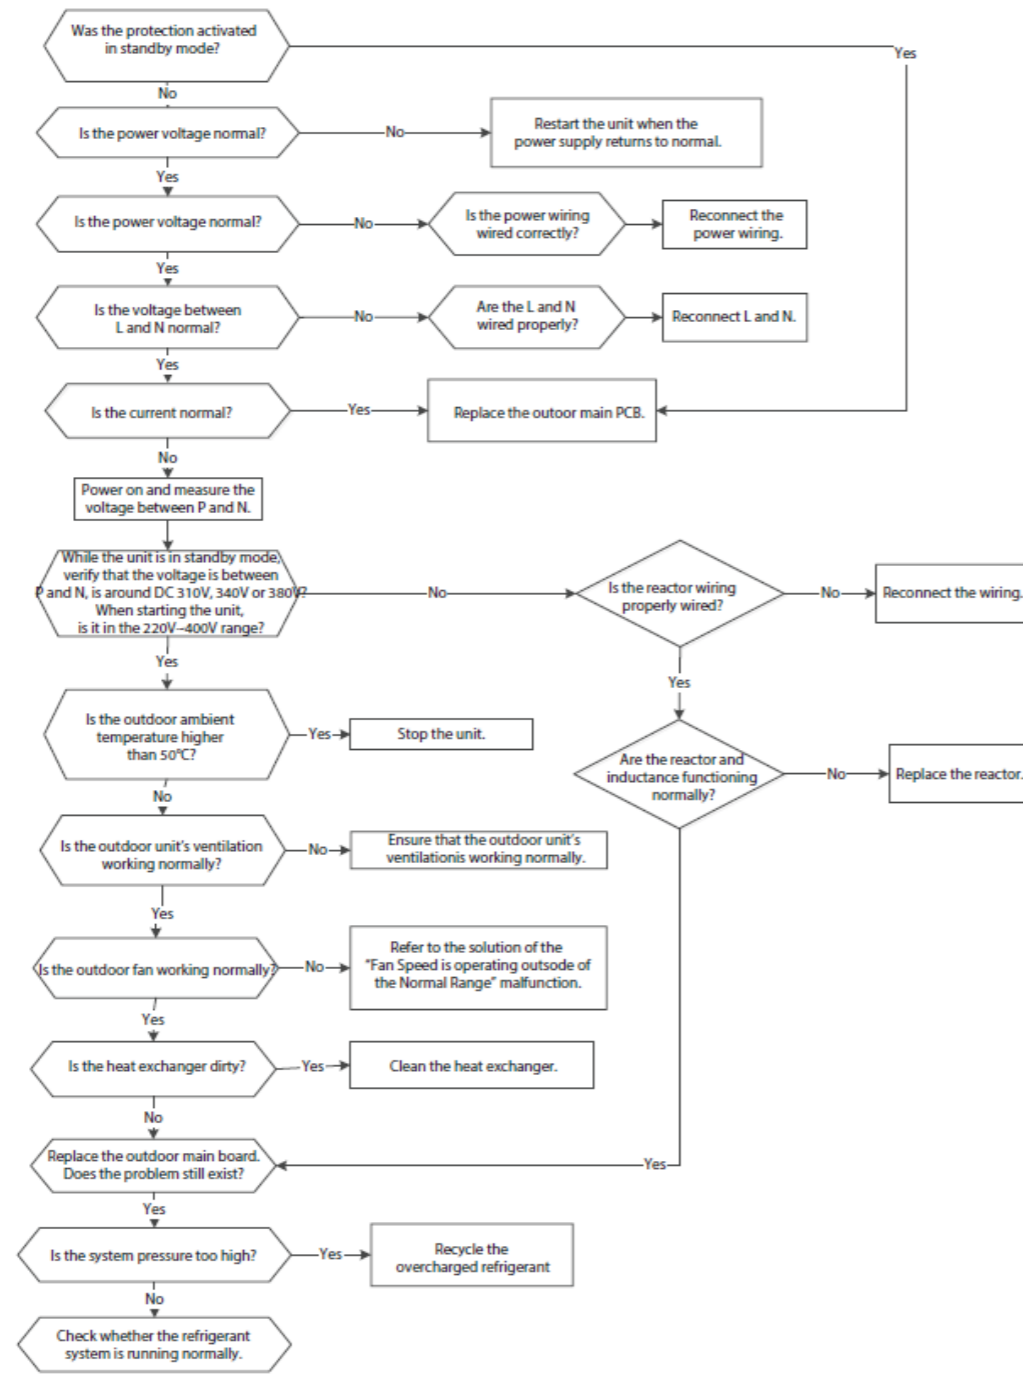 Was the protection activated
in standby mode?
Yes
No
Is the power voltage normal?
No
Restart the unit when the
power supply returns to normal.
Yes
Is the power voltage normal?
No
Is the power wiring
wired correctly?
Reconnect the
power wiring.
Yes
Is the voltage between
L and N normal?
No
Are the L and N
wired properly?
Reconnect L and N.
Yes
Is the current normal?
Yes
Replace the outoor main PCB.
No
Power on and measure the
voltage between P and N.
While the unit is in standby mode,
verify that the voltage is between
P and N, is around DC 310V, 340V or 380V?
When starting the unit,
is it in the 220V~400V range?
No
Is the reactor wiring
properly wired?
No
Reconnect the wiring.
Yes
Yes
Is the outdoor ambient
temperature higher
than 50°C?
Yes
Stop the unit.
Are the reactor and
inductance functioning
normally?
No
Replace the reactor.
No
Is the outdoor unit's ventilation
working normally?
No
Ensure that the outdoor unit's
ventilationis working normally.
Yes
Is the outdoor fan working normally?
No
Refer to the solution of the
"Fan Speed is operating outsode of
the Normal Range" malfunction.
Yes
Is the heat exchanger dirty?
Yes
Clean the heat exchanger.
No
Replace the outdoor main board.
Does the problem still exist?
Yes
Yes
Is the system pressure too high?
Yes
Recycle the
overcharged refrigerant
No
Check whether the refrigerant
system is running normally.